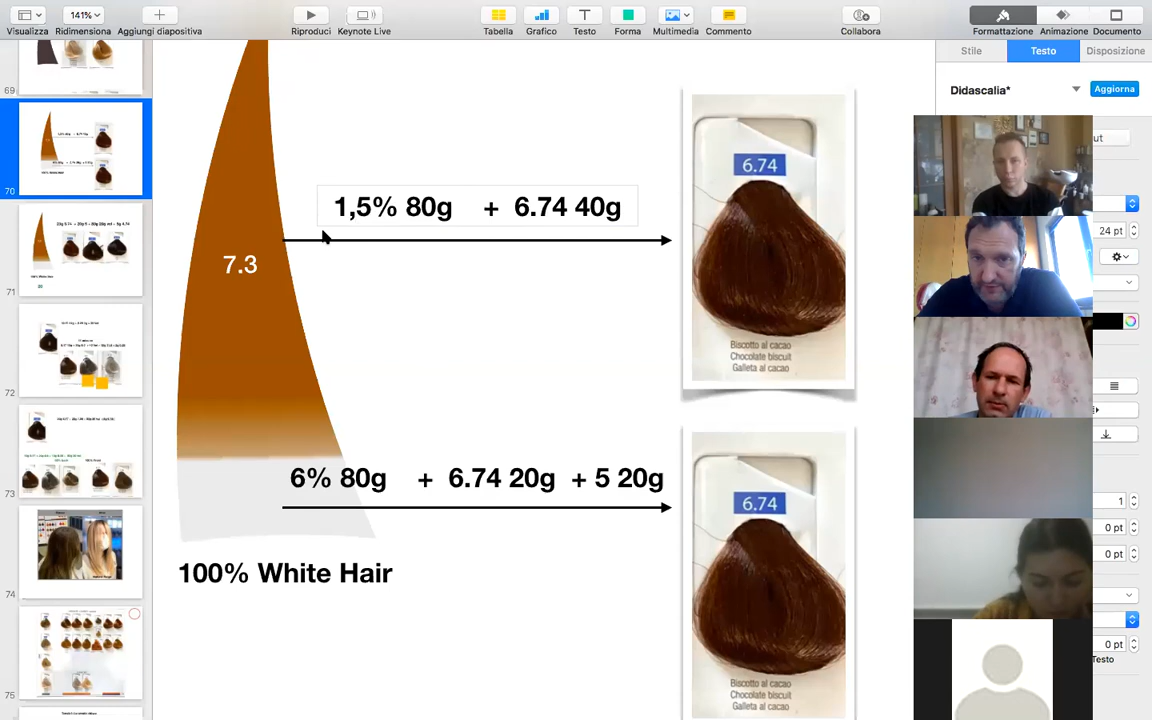 141%
Visualizza
Ridimensiona
Aggiungi diapositiva
Riproduci
Keynote Live
Tabella
Grafico
Testo
Forma
Multimedia
Commento
Collabora
Formattazione
Animazione
Documento
Stile
Testo
Disposizione
Didascalia*
Aggiorna
24 pt
1
0 pt
0 pt
0 pt
Testo
69
70
71
72
73
74
75
1,5% 80g + 6.74 40g
7.3
6% 80g + 6.74 20g + 5 20g
100% White Hair
6.74
Biscotto al cacao
Chocolate biscuit
Galleta al cacao
6.74
Biscotto al cacao
Chocolate biscuit
Galleta al cacao